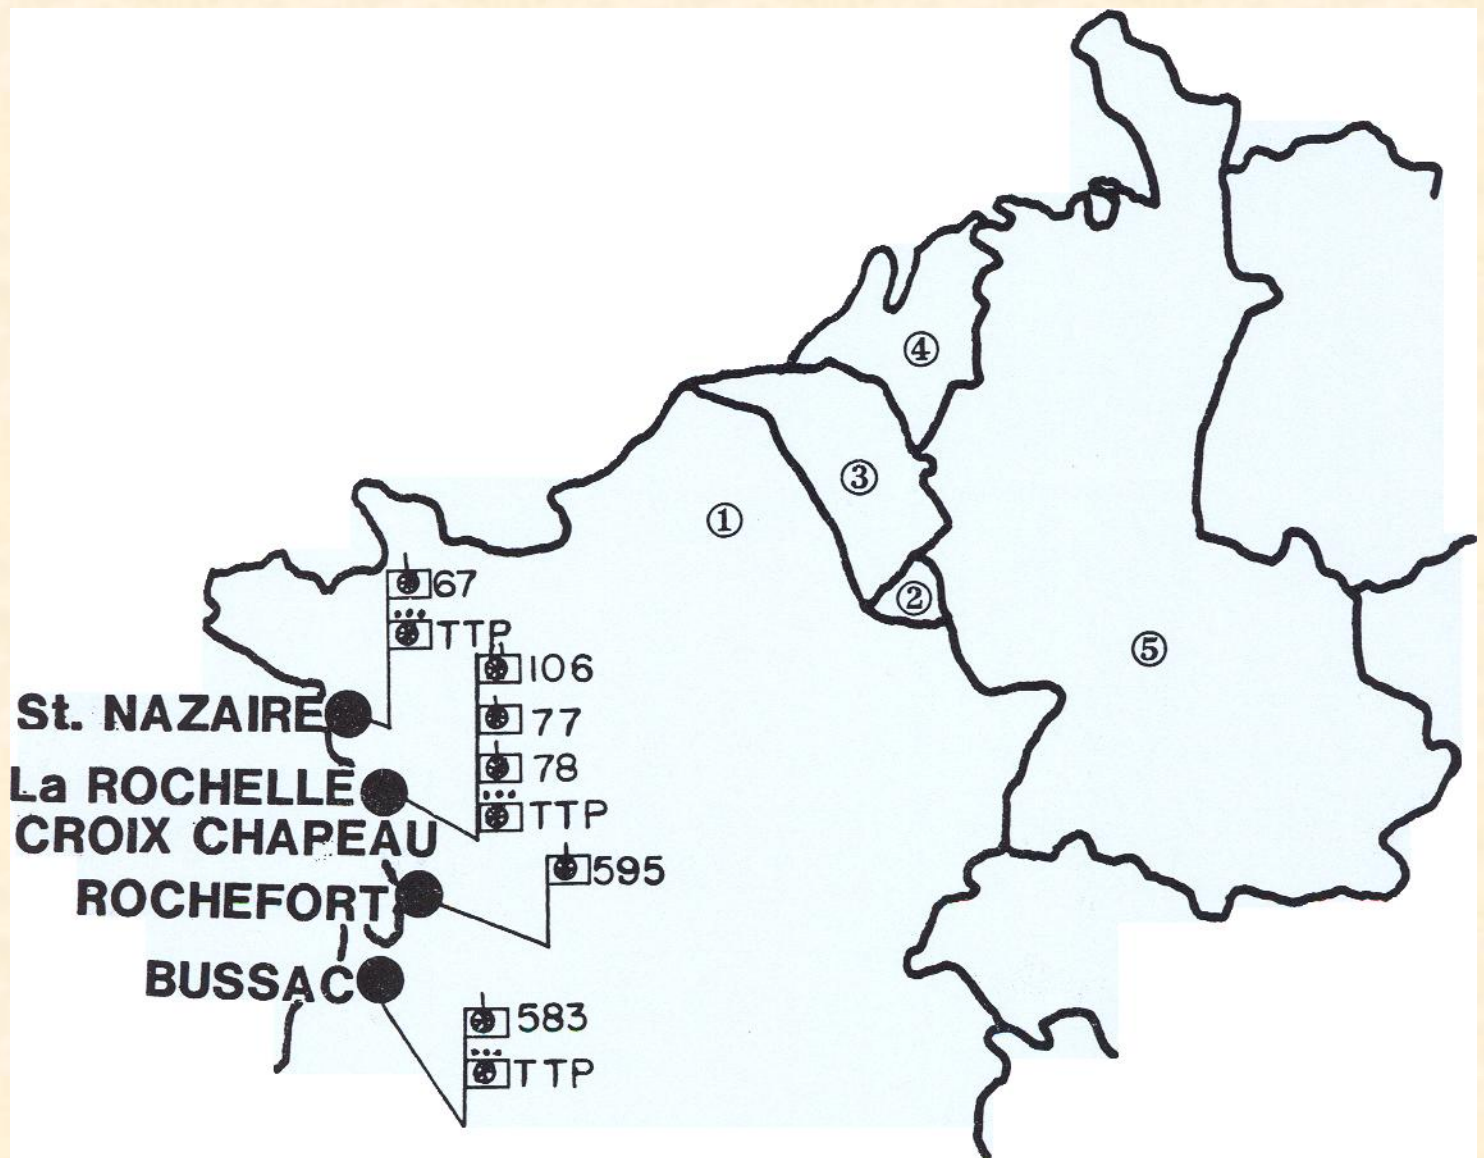 ④
③
①
67
②
TTP
⑤
106
St. NAZAIRE
77
78
La ROCHELLE
TTP
CROIX CHAPEAU
595
ROCHEFORT
BUSSAC
583
TTP